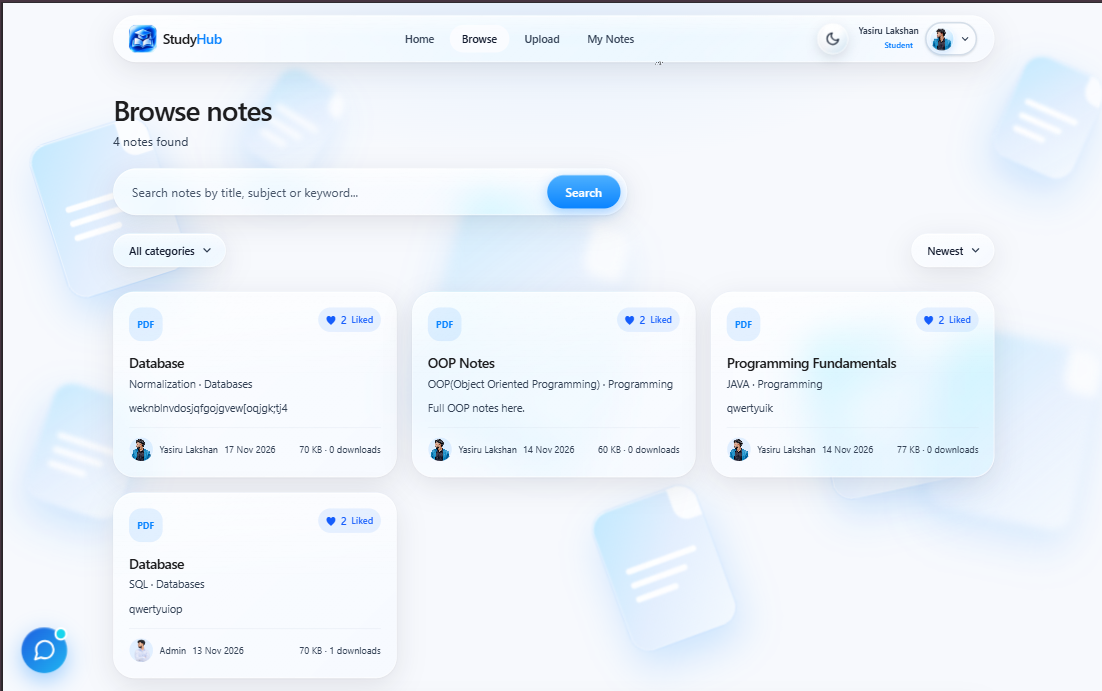 StudyHub
Home Browse Upload My Notes
Yasiru Lakshan
Student
Browse notes
4 notes found
Search notes by title, subject or keyword...
Search
All categories
Newest
PDF
2 Liked
Database
Normalization · Databases
weknblnvdosjqfgojgvew[oqjgk;tj4
Yasiru Lakshan 17 Nov 2026 70 KB · 0 downloads
PDF
2 Liked
OOP Notes
OOP(Object Oriented Programming) · Programming
Full OOP notes here.
Yasiru Lakshan 14 Nov 2026 60 KB · 0 downloads
PDF
2 Liked
Programming Fundamentals
JAVA · Programming
qwertyuik
Yasiru Lakshan 14 Nov 2026 77 KB · 0 downloads
PDF
2 Liked
Database
SQL · Databases
qwertyuiop
Admin 13 Nov 2026 70 KB · 1 downloads